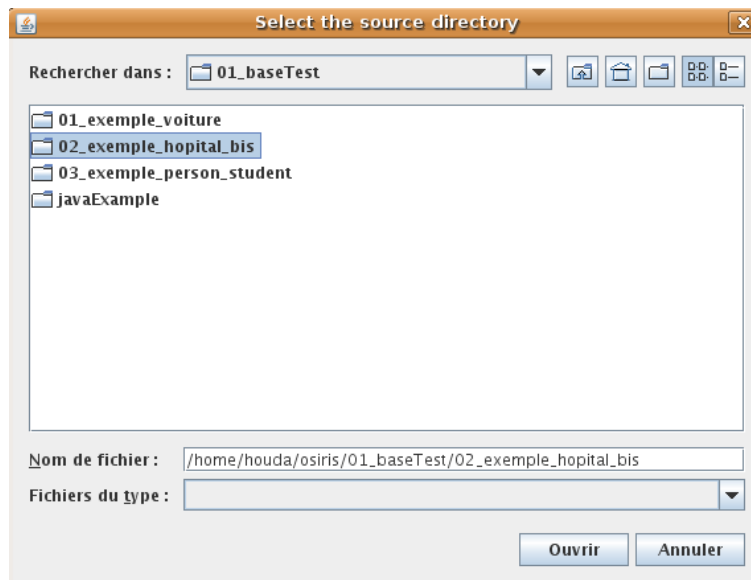 Select the source directory
Rechercher dans : 01_baseTest
01_exemple_voiture
02_exemple_hopital_bis
03_exemple_person_student
javaExample
Nom de fichier : /home/houda/osiris/01_baseTest/02_exemple_hopital_bis
Fichiers du type :
Ouvrir Annuler